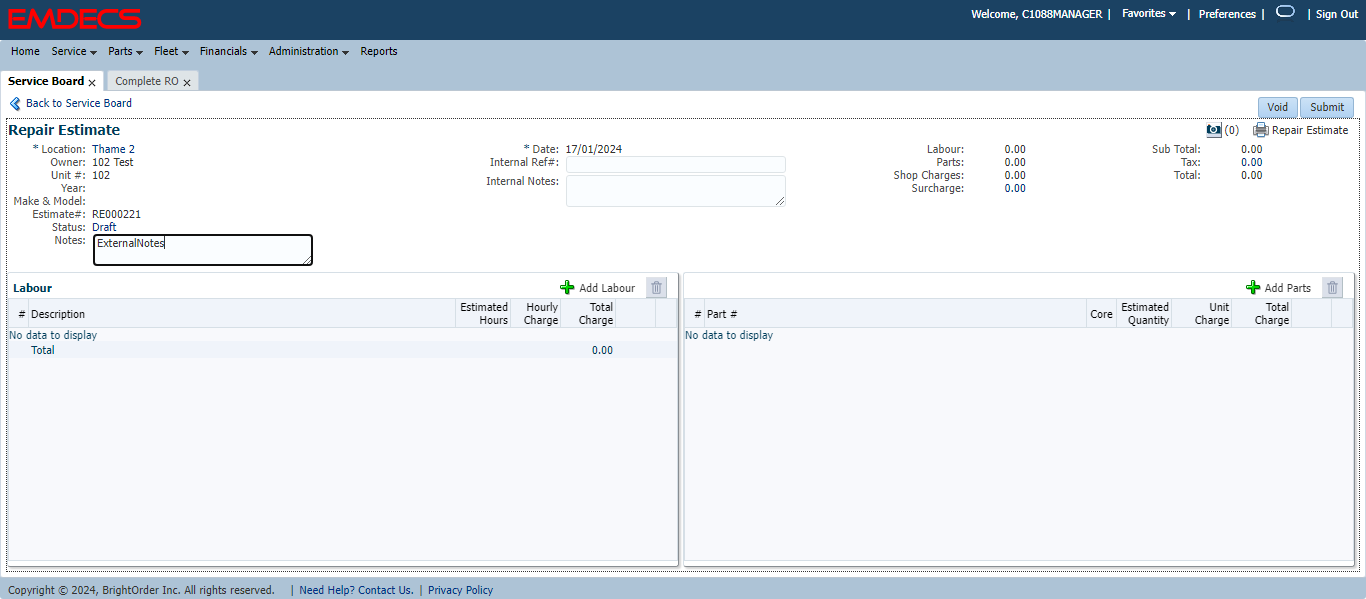 EMDECS
Welcome, C1088MANAGER | Favorites | Preferences | | Sign Out
Home Service Parts Fleet Financials Administration Reports
Service Board x Complete RO x
Back to Service Board
Void Submit
Repair Estimate
(0) Repair Estimate
* Location: Thame 2
Owner: 102 Test
Unit #: 102
Year:
Make & Model:
Estimate#: RE000221
Status: Draft
Notes: ExternalNotes
* Date: 17/01/2024
Internal Ref#:
Internal Notes:
Labour: 0.00
Parts: 0.00
Shop Charges: 0.00
Surcharge: 0.00
Sub Total: 0.00
Tax: 0.00
Total: 0.00
Labour
Add Labour
# Description Estimated Hours Hourly Charge Total Charge
No data to display
Total 0.00
Add Parts
# Part # Core Estimated Quantity Unit Charge Total Charge
No data to display
Copyright © 2024, BrightOrder Inc. All rights reserved. | Need Help? Contact Us. | Privacy Policy